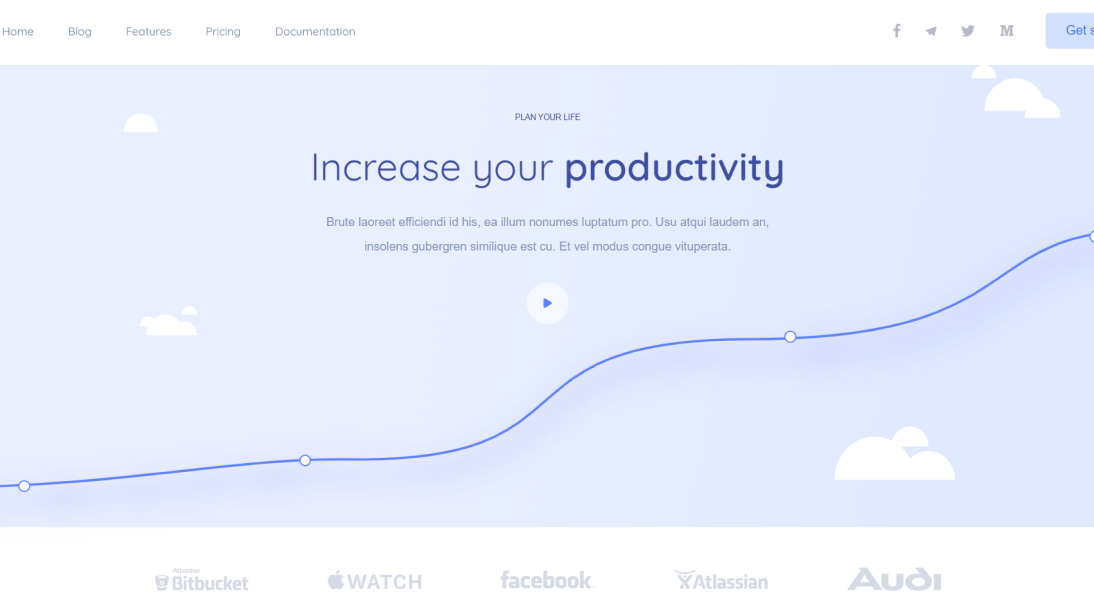 Home Blog Features Pricing Documentation Get s
PLAN YOUR LIFE
Increase your productivity
Brute laoreet efficiendi id his, ea illum nonumes luptatum pro. Usu atqui laudem an,
insolens gubergren similique est cu. Et vel modus congue vituperata.
Atlassian
Bitbucket WATCH facebook Atlassian Audi